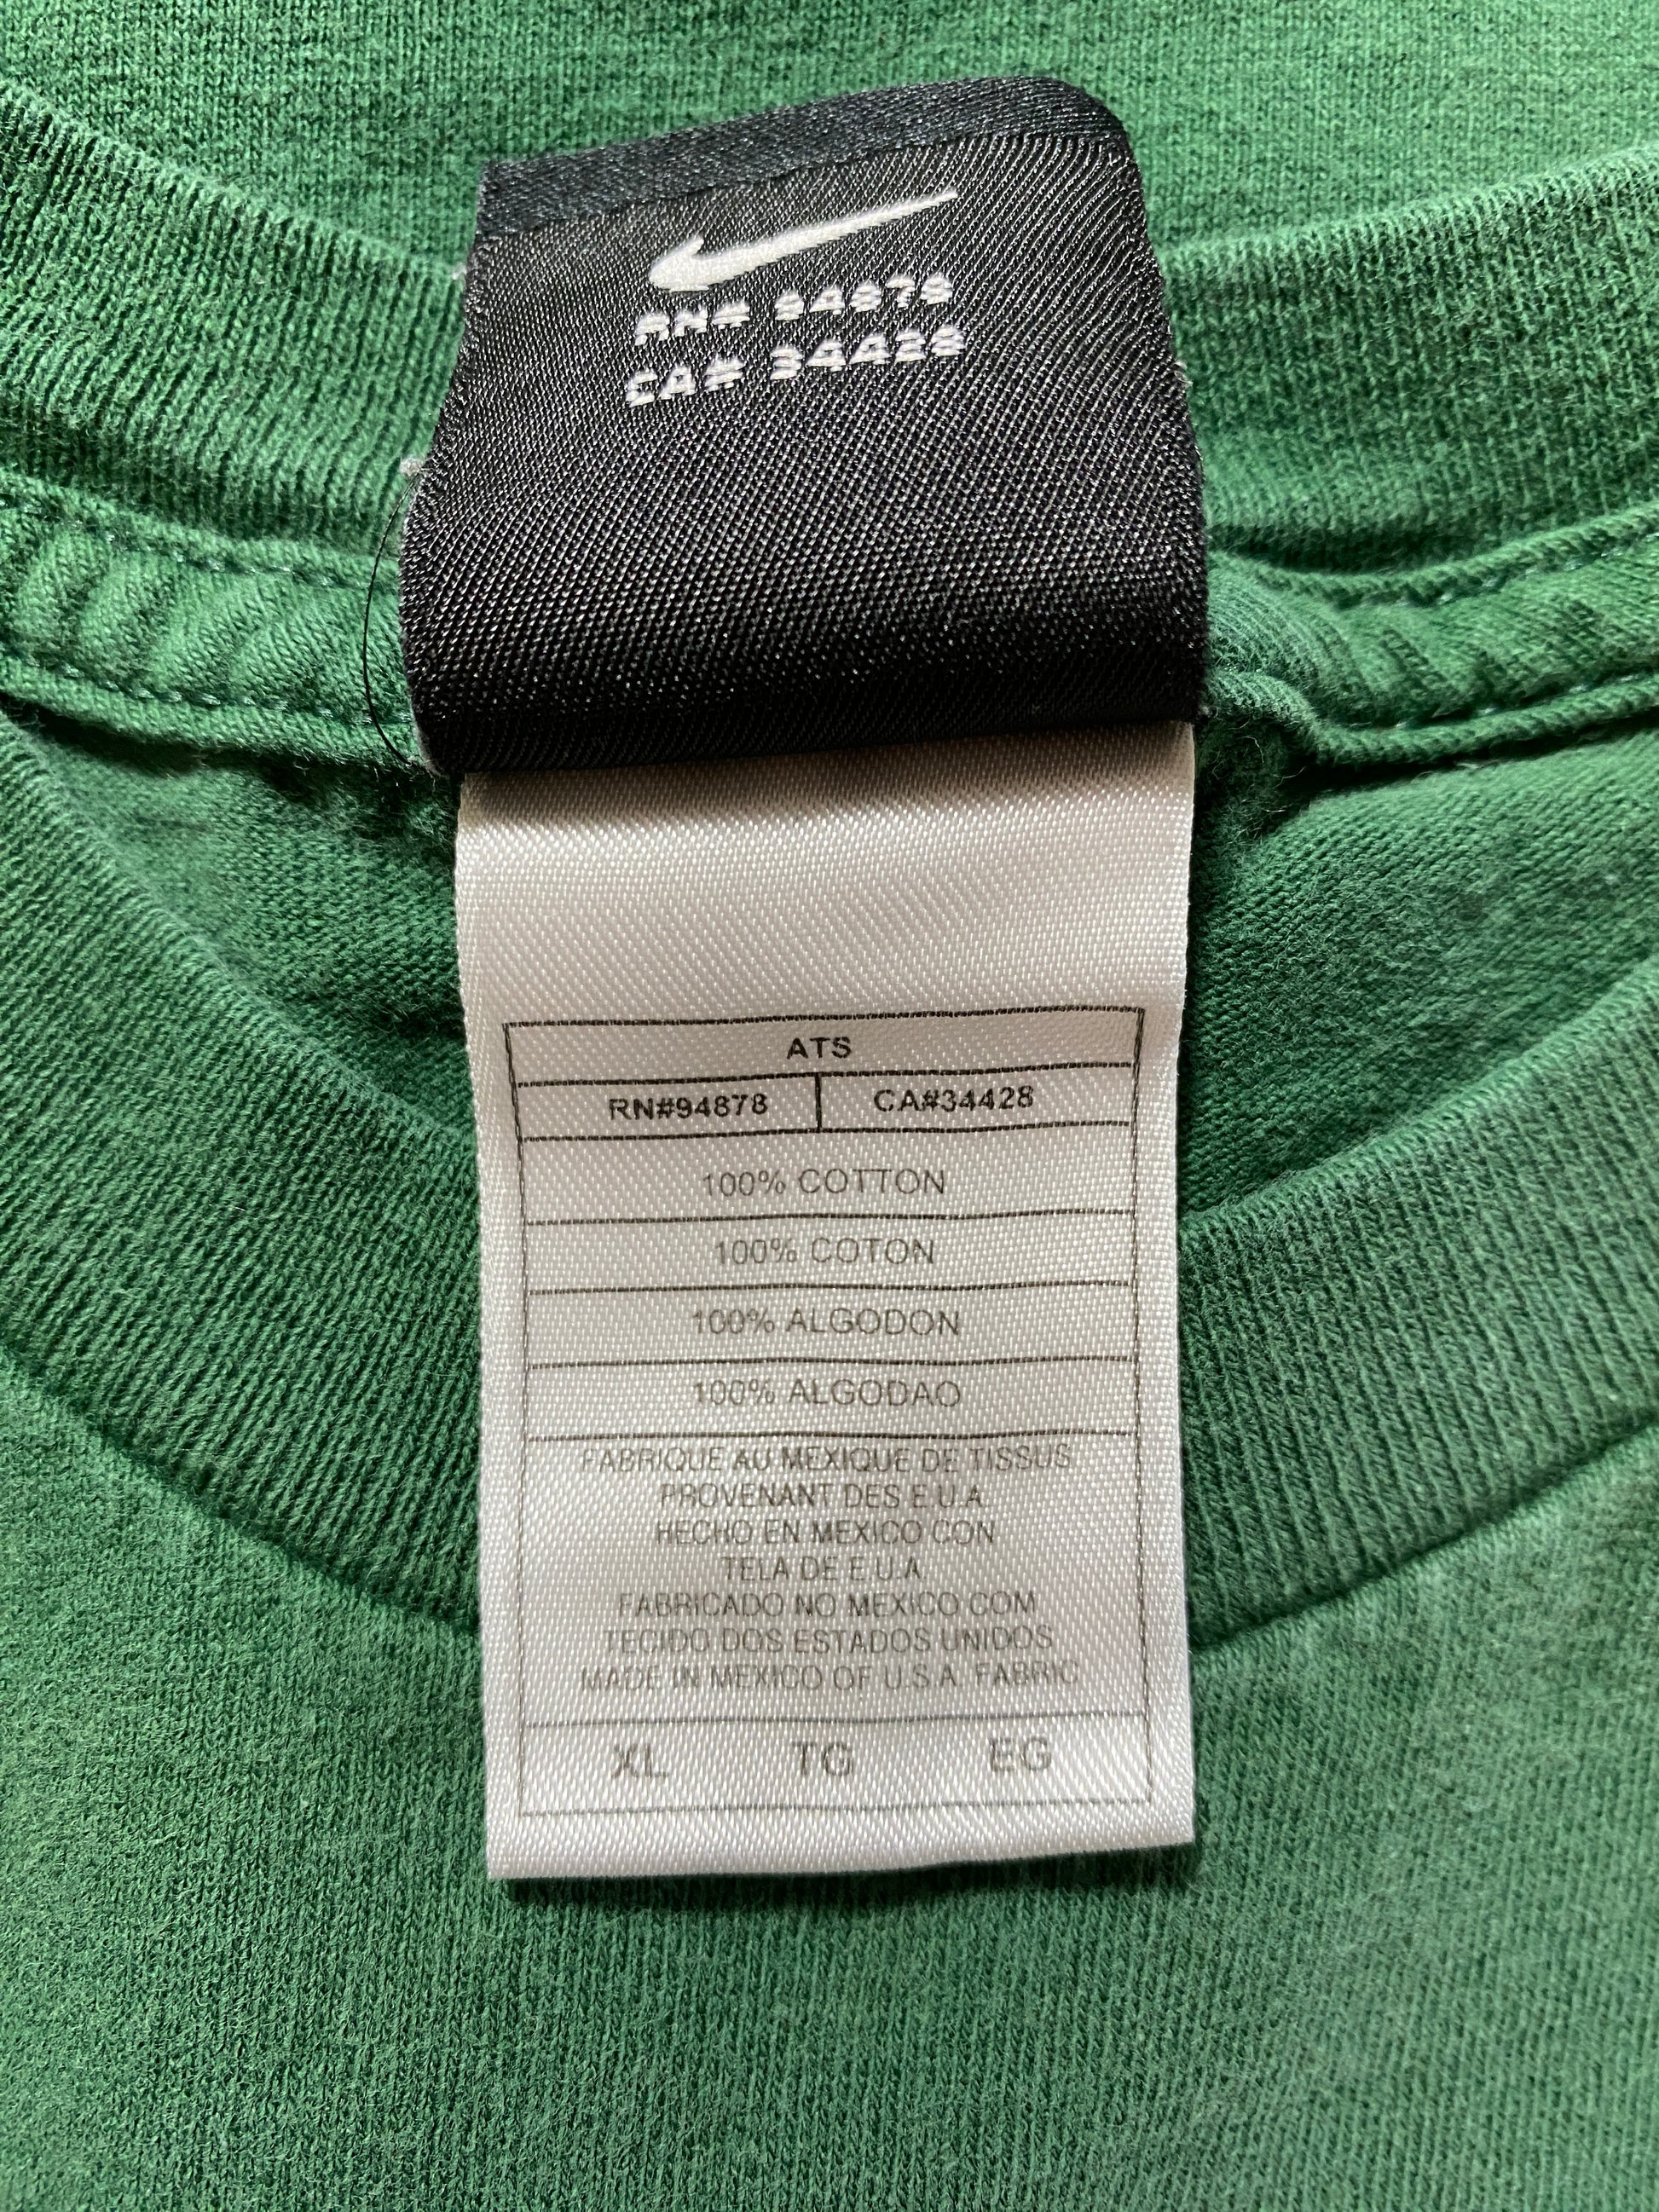 RN# 94878
CA# 34428
ATS
RN#94878
CA#34428
100% COTTON
100% COTON
100% ALGODON
100% ALGODAO
FABRIQUE AU MEXIQUE DE TISSUS
PROVENANT DES E.U.A
HECHO EN MEXICO CON
TELA DE E.U.A.
FABRICADO NO MEXICO COM
TECIDO DOS ESTADOS UNIDOS
MADE IN MEXICO OF U.S.A. FABRIC
XL TG EG